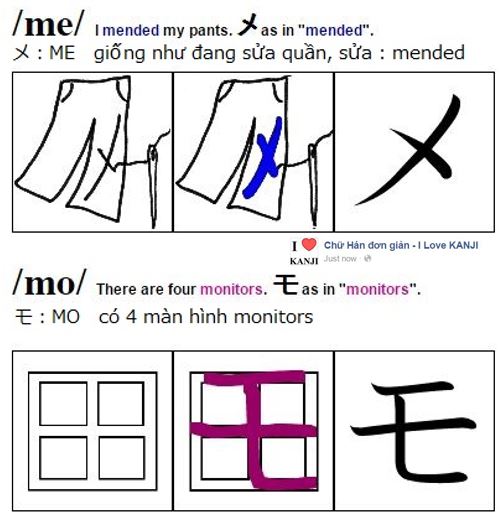 /me/ I mended my pants. メ as in "mended".
メ : ME giống như đang sửa quần, sửa : mended
メ
I ❤ KANJI Chữ Hán đơn giản - I Love KANJI
Just now ·
/mo/ There are four monitors. モ as in "monitors".
モ : MO có 4 màn hình monitors
モ モ